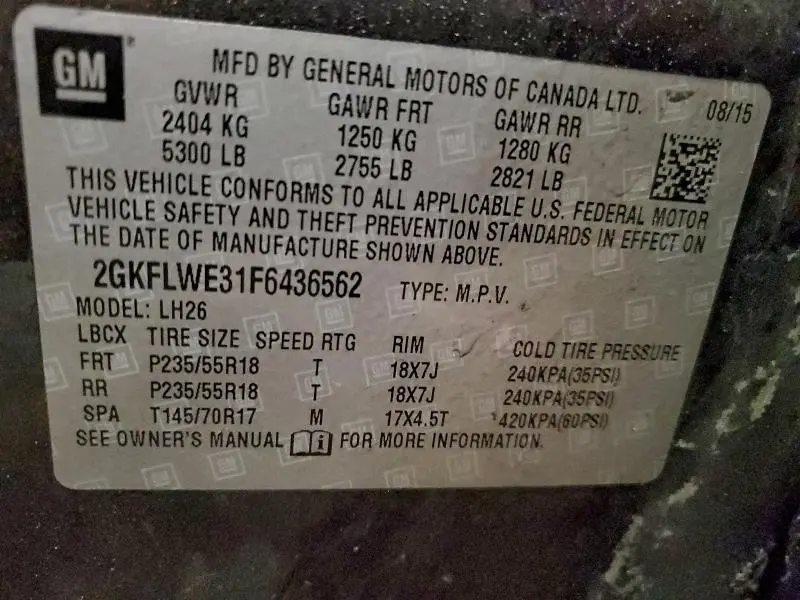 GM
MFD BY GENERAL MOTORS OF CANADA LTD.
08/15
GVWR GAWR FRT GAWR RR
2404 KG 1250 KG 1280 KG
5300 LB 2755 LB 2821 LB
THIS VEHICLE CONFORMS TO ALL APPLICABLE U.S. FEDERAL MOTOR
VEHICLE SAFETY AND THEFT PREVENTION STANDARDS IN EFFECT ON
THE DATE OF MANUFACTURE SHOWN ABOVE.
2GKFLWE31F6436562 TYPE: M.P.V.
MODEL: LH26
LBCX TIRE SIZE SPEED RTG RIM COLD TIRE PRESSURE
FRT P235/55R18 T 18X7J 240KPA(35PSI)
RR P235/55R18 T 18X7J 240KPA(35PSI)
SPA T145/70R17 M 17X4.5T 420KPA(60PSI)
SEE OWNER'S MANUAL i FOR MORE INFORMATION.